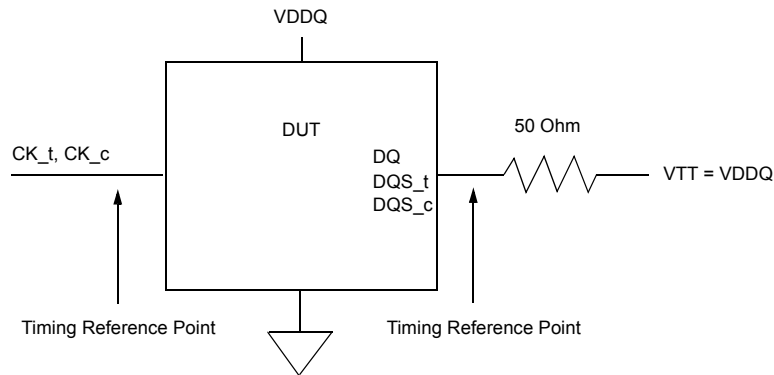 VDDQ
DUT
50 Ohm
CK_t, CK_c
DQ
DQS_t
DQS_c
VTT = VDDQ
Timing Reference Point
Timing Reference Point